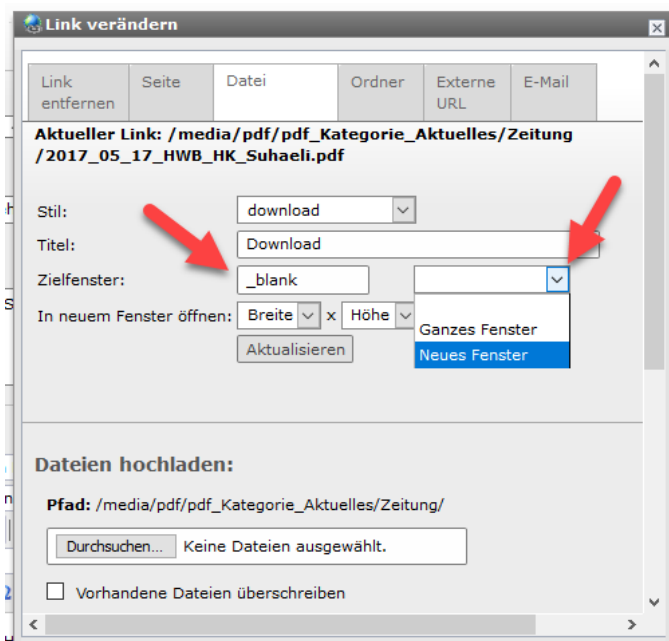 Link verändern
Link entfernen Seite Datei Ordner Externe URL E-Mail
Aktueller Link: /media/pdf/pdf_Kategorie_Aktuelles/Zeitung
/2017_05_17_HWB_HK_Suhaeli.pdf
Stil: download
Titel: Download
Zielfenster: _blank
In neuem Fenster öffnen: Breite x Höhe
Ganzes Fenster
Neues Fenster
Aktualisieren
Dateien hochladen:
Pfad: /media/pdf/pdf_Kategorie_Aktuelles/Zeitung/
Durchsuchen... Keine Dateien ausgewählt.
Vorhandene Dateien überschreiben